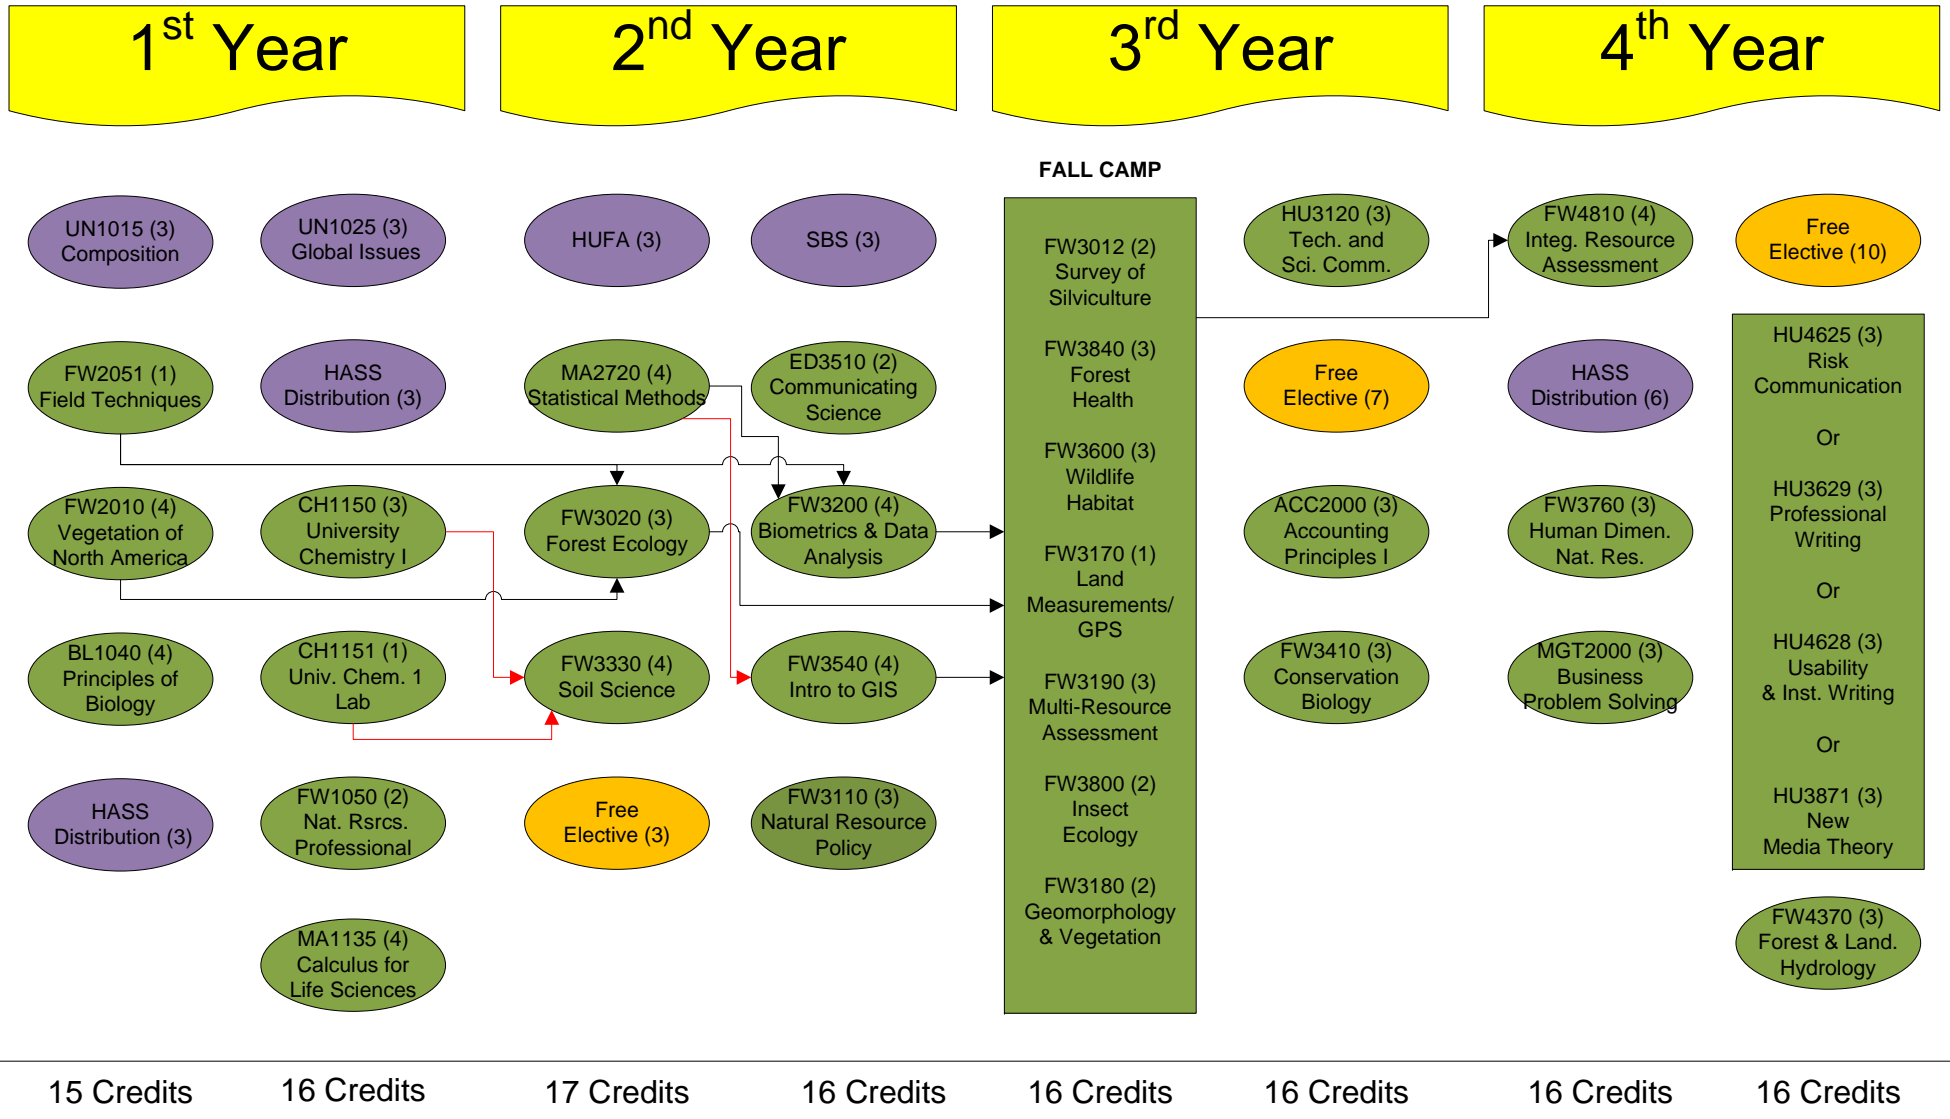 1st Year
2nd Year
3rd Year
4th Year
UN1015 (3)
Composition
FW2051 (1)
Field Techniques
FW2010 (4)
Vegetation of
North America
BL1040 (4)
Principles of
Biology
HASS
Distribution (3)
UN1025 (3)
Global Issues
HASS
Distribution (3)
CH1150 (3)
University
Chemistry I
CH1151 (1)
Univ. Chem. 1
Lab
FW1050 (2)
Nat. Rsrcs.
Professional
MA1135 (4)
Calculus for
Life Sciences
HUFA (3)
MA2720 (4)
Statistical Methods
FW3020 (3)
Forest Ecology
FW3330 (4)
Soil Science
Free
Elective (3)
SBS (3)
ED3510 (2)
Communicating
Science
FW3200 (4)
Biometrics & Data
Analysis
FW3540 (4)
Intro to GIS
FW3110 (3)
Natural Resource
Policy
FALL CAMP
FW3012 (2)
Survey of
Silviculture
FW3840 (3)
Forest
Health
FW3600 (3)
Wildlife
Habitat
FW3170 (1)
Land
Measurements/
GPS
FW3190 (3)
Multi-Resource
Assessment
FW3800 (2)
Insect
Ecology
FW3180 (2)
Geomorphology
& Vegetation
HU3120 (3)
Tech. and
Sci. Comm.
Free
Elective (7)
ACC2000 (3)
Accounting
Principles I
FW3410 (3)
Conservation
Biology
FW4810 (4)
Integ. Resource
Assessment
HASS
Distribution (6)
FW3760 (3)
Human Dimen.
Nat. Res.
MGT2000 (3)
Business
Problem Solving
Free
Elective (10)
HU4625 (3)
Risk
Communication
Or
HU3629 (3)
Professional
Writing
Or
HU4628 (3)
Usability
& Inst. Writing
Or
HU3871 (3)
New
Media Theory
FW4370 (3)
Forest & Land.
Hydrology
15 Credits
16 Credits
17 Credits
16 Credits
16 Credits
16 Credits
16 Credits
16 Credits